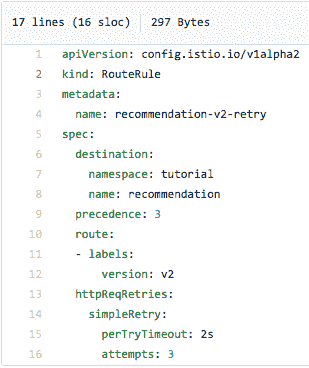 17 lines (16 sloc) 297 Bytes
1 apiVersion: config.istio.io/v1alpha2
2 kind: RouteRule
3 metadata:
4   name: recommendation-v2-retry
5 spec:
6   destination:
7     namespace: tutorial
8     name: recommendation
9   precedence: 3
10   route:
11   - labels:
12       version: v2
13   httpReqRetries:
14     simpleRetry:
15       perTryTimeout: 2s
16       attempts: 3